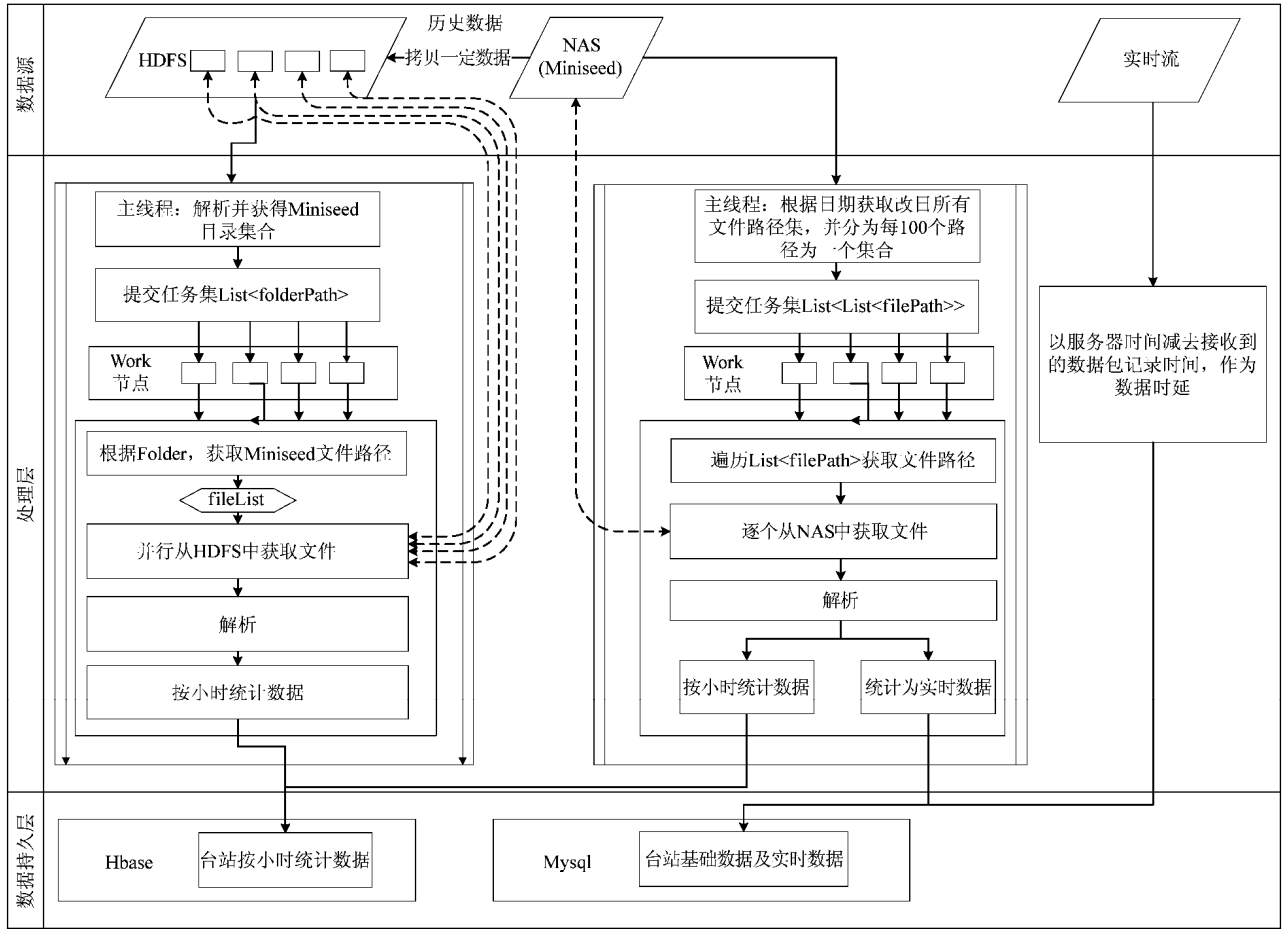 数据源
历史数据
HDFS
拷贝一定数据
NAS
(Miniseed)
实时流
处理层
主线程：解析并获得Miniseed
目录集合
提交任务集List<folderPath>
Work
节点
根据Folder，获取Miniseed文件路径
fileList
并行从HDFS中获取文件
解析
按小时统计数据
主线程：根据日期获取改日所有
文件路径集，并分为每100个路
径为一个集合
提交任务集List<List<filePath>>
Work
节点
遍历List<filePath>获取文件路径
逐个从NAS中获取文件
解析
按小时统计数据
统计为实时数据
以服务器时间减去接收到
的数据包记录时间，作为
数据时延
数据持久层
Hbase
台站按小时统计数据
Mysql
台站基础数据及实时数据